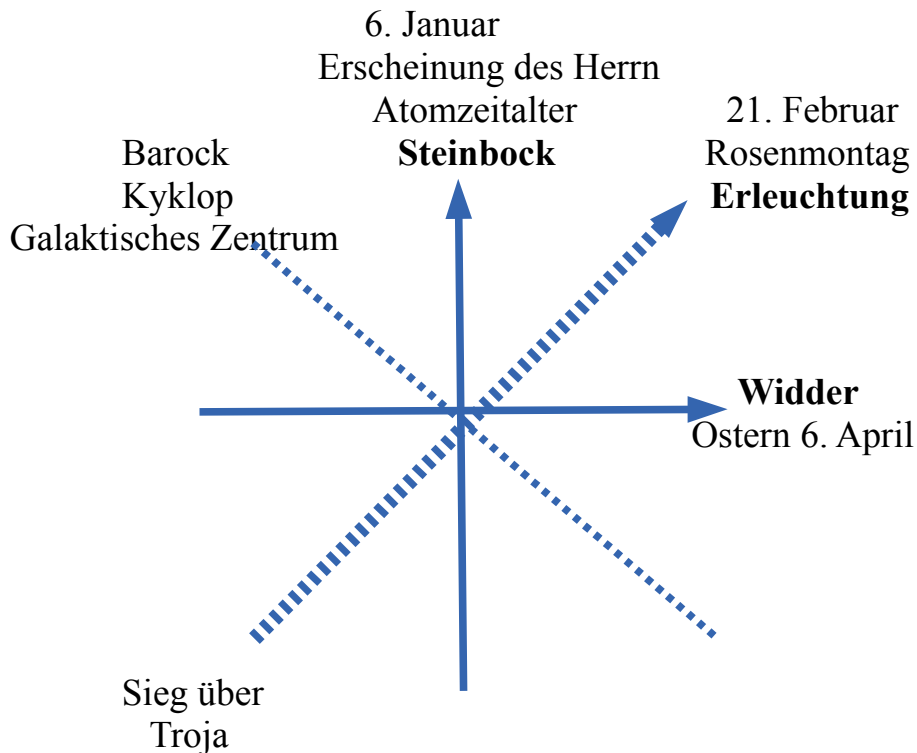 6. Januar
Erscheinung des Herrn
Atomzeitalter
Steinbock
21. Februar
Rosenmontag
Erleuchtung
Barock
Kyklop
Galaktisches Zentrum
Widder
Ostern 6. April
Sieg über
Troja